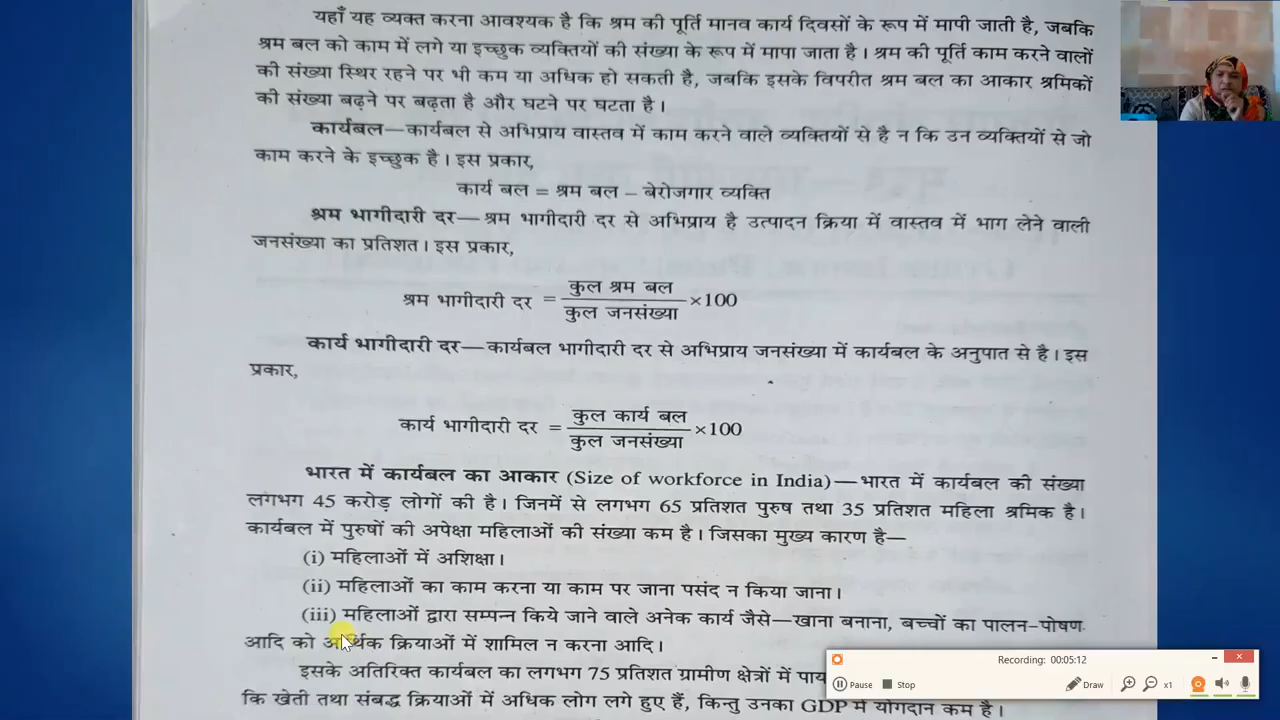 यहाँ यह व्यक्त करना आवश्यक है कि श्रम की पूर्ति मानव कार्य दिवसों के रूप में मापी जाती है, जबकि
श्रम बल को काम में लगे या इच्छुक व्यक्तियों की संख्या के रूप में मापा जाता है। श्रम की पूर्ति काम करने वालों
की संख्या स्थिर रहने पर भी कम या अधिक हो सकती है, जबकि इसके विपरीत श्रम बल का आकार श्रमिकों
की संख्या बढ़ने पर बढ़ता है और घटने पर घटता है।
कार्यबल—कार्यबल से अभिप्राय वास्तव में काम करने वाले व्यक्तियों से है न कि उन व्यक्तियों से जो
काम करने के इच्छुक है। इस प्रकार,
कार्य बल = श्रम बल – बेरोजगार व्यक्ति
श्रम भागीदारी दर—श्रम भागीदारी दर से अभिप्राय है उत्पादन क्रिया में वास्तव में भाग लेने वाली
जनसंख्या का प्रतिशत। इस प्रकार,
कुल श्रम बल
श्रम भागीदारी दर = ×100
कुल जनसंख्या
कार्य भागीदारी दर—कार्यबल भागीदारी दर से अभिप्राय जनसंख्या में कार्यबल के अनुपात से है। इस
प्रकार,
कुल कार्य बल
कार्य भागीदारी दर = ×100
कुल जनसंख्या
भारत में कार्यबल का आकार (Size of workforce in India)—भारत में कार्यबल की संख्या
लगभग 45 करोड़ लोगों की है। जिनमें से लगभग 65 प्रतिशत पुरुष तथा 35 प्रतिशत महिला श्रमिक है।
कार्यबल में पुरुषों की अपेक्षा महिलाओं की संख्या कम है। जिसका मुख्य कारण है—
(i) महिलाओं में अशिक्षा।
(ii) महिलाओं का काम करना या काम पर जाना पसंद न किया जाना।
(iii) महिलाओं द्वारा सम्पन्न किये जाने वाले अनेक कार्य जैसे—खाना बनाना, बच्चों का पालन-पोषण
आदि को आर्थिक क्रियाओं में शामिल न करना आदि।
इसके अतिरिक्त कार्यबल का लगभग 75 प्रतिशत ग्रामीण क्षेत्रों में
कि खेती तथा संबद्ध क्रियाओं में अधिक लोग लगे हुए हैं, किन्तु उनका GDP में योगदान कम है।
Recording: 00:05:12
Pause Stop Draw x1